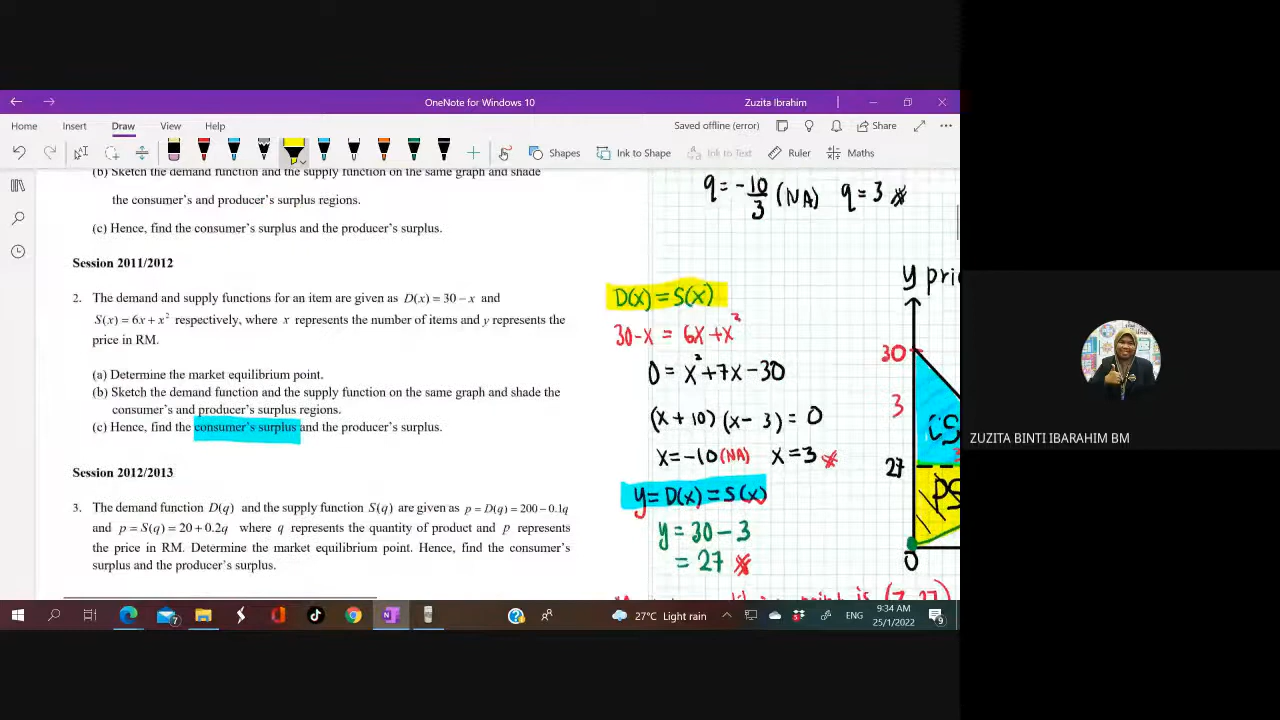 OneNote for Windows 10
Zuzita Ibrahim
Home Insert Draw View Help
Saved offline (error)
Share
Shapes
Ink to Shape
Ink to Text
Ruler
Maths
(b) Sketch the demand function and the supply function on the same graph and shade
the consumer's and producer's surplus regions.
(c) Hence, find the consumer's surplus and the producer's surplus.
Session 2011/2012
2. The demand and supply functions for an item are given as D(x) = 30 − x and
S(x) = 6x + x² respectively, where x represents the number of items and y represents the
price in RM.
(a) Determine the market equilibrium point.
(b) Sketch the demand function and the supply function on the same graph and shade the
consumer's and producer's surplus regions.
(c) Hence, find the consumer's surplus and the producer's surplus.
Session 2012/2013
3. The demand function D(q) and the supply function S(q) are given as p = D(q) = 200 − 0.1q
and p = S(q) = 20 + 0.2q where q represents the quantity of product and p represents
the price in RM. Determine the market equilibrium point. Hence, find the consumer's
surplus and the producer's surplus.
q = −10/3 (NA) q = 3
D(x) = S(x)
30 − x = 6x + x²
0 = x² + 7x − 30
(x + 10)(x − 3) = 0
x = −10 (NA) x = 3
y = D(x) = S(x)
y = 30 − 3
= 27
y
30
3
CS
27
PS
0
point is
27°C Light rain
ENG
9:34 AM
25/1/2022
ZUZITA BINTI IBARAHIM BM